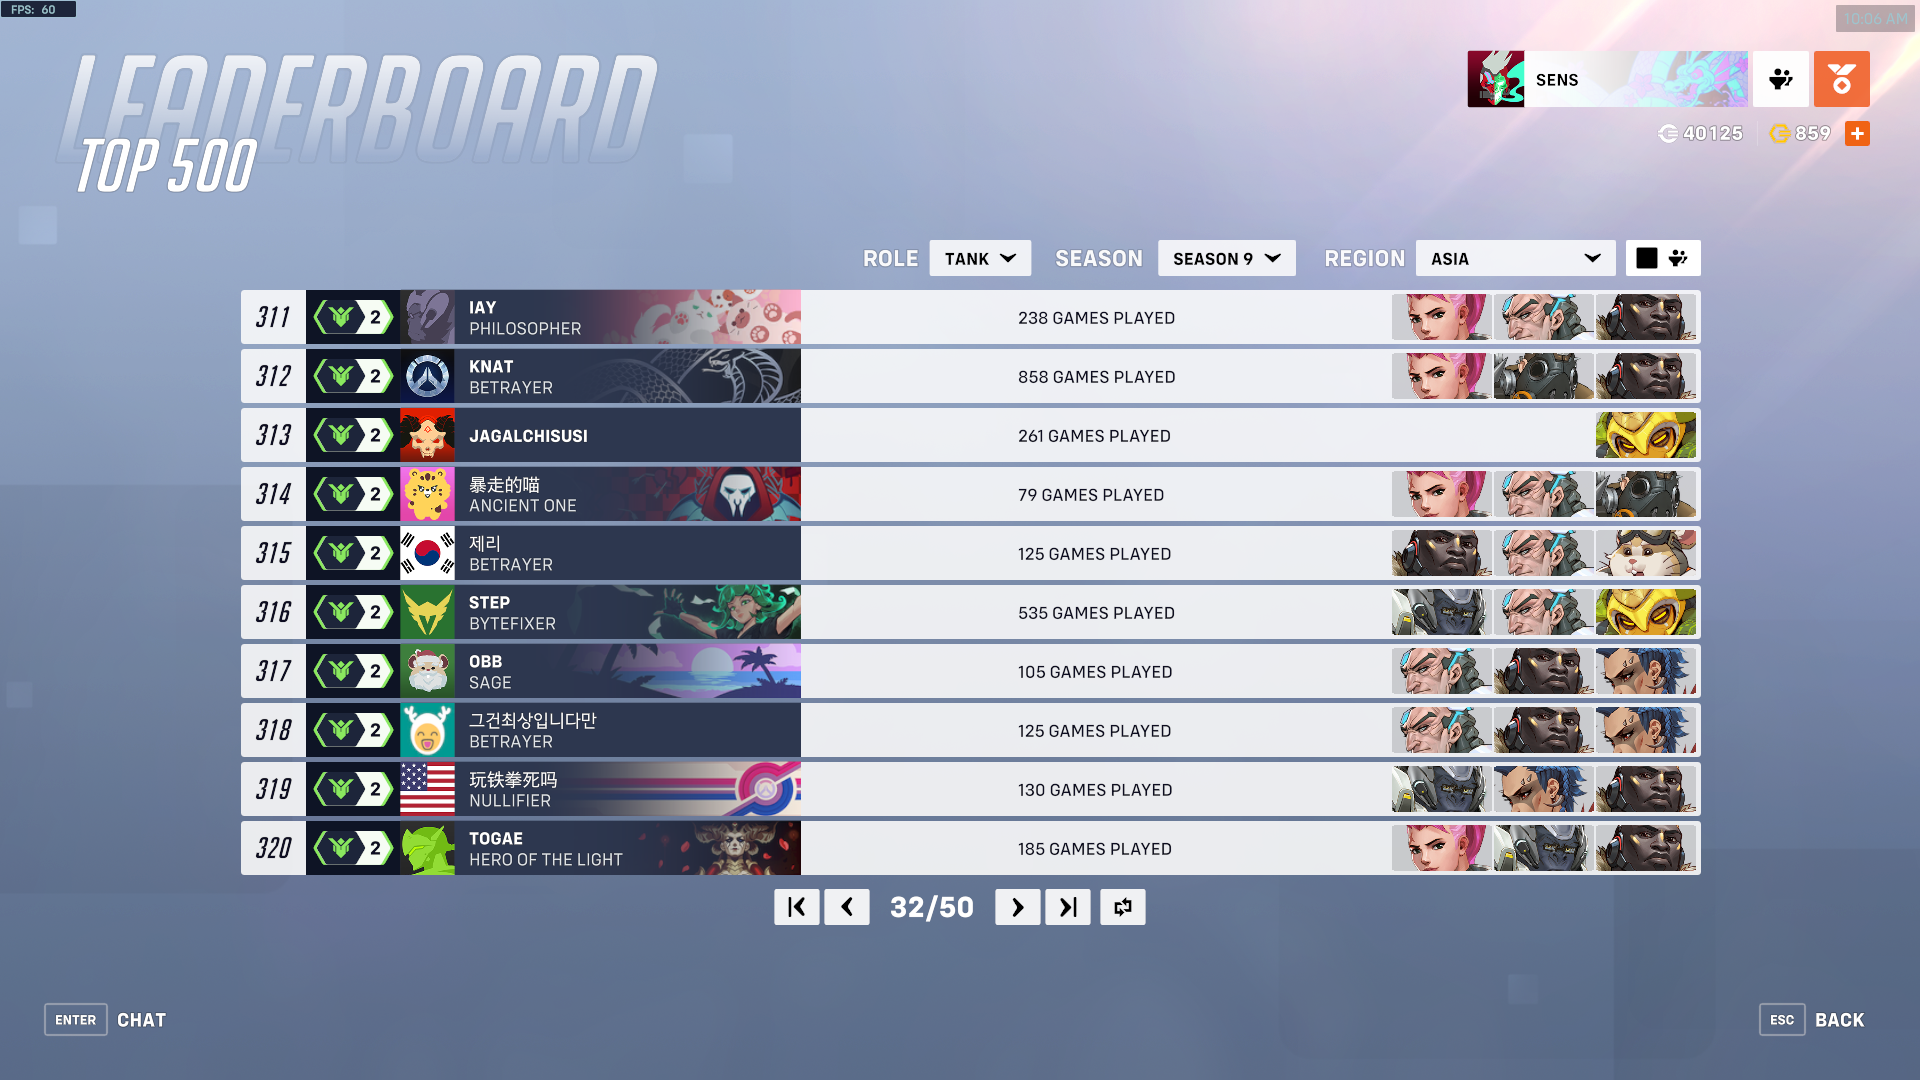 FPS: 60
10:06 AM
LEADERBOARD
TOP 500
SENS
40125
859
ROLE TANK SEASON SEASON 9 REGION ASIA
311 2 IAY 238 GAMES PLAYED
PHILOSOPHER
312 2 KNAT 858 GAMES PLAYED
BETRAYER
313 2 JAGALCHISUSI 261 GAMES PLAYED
314 2 暴走的喵 79 GAMES PLAYED
ANCIENT ONE
315 2 제리 125 GAMES PLAYED
BETRAYER
316 2 STEP 535 GAMES PLAYED
BYTEFIXER
317 2 OBB 105 GAMES PLAYED
SAGE
318 2 그건최상입니다만 125 GAMES PLAYED
BETRAYER
319 2 玩铁拳死吗 130 GAMES PLAYED
NULLIFIER
320 2 TOGAE 185 GAMES PLAYED
HERO OF THE LIGHT
32/50
ENTER CHAT
ESC BACK